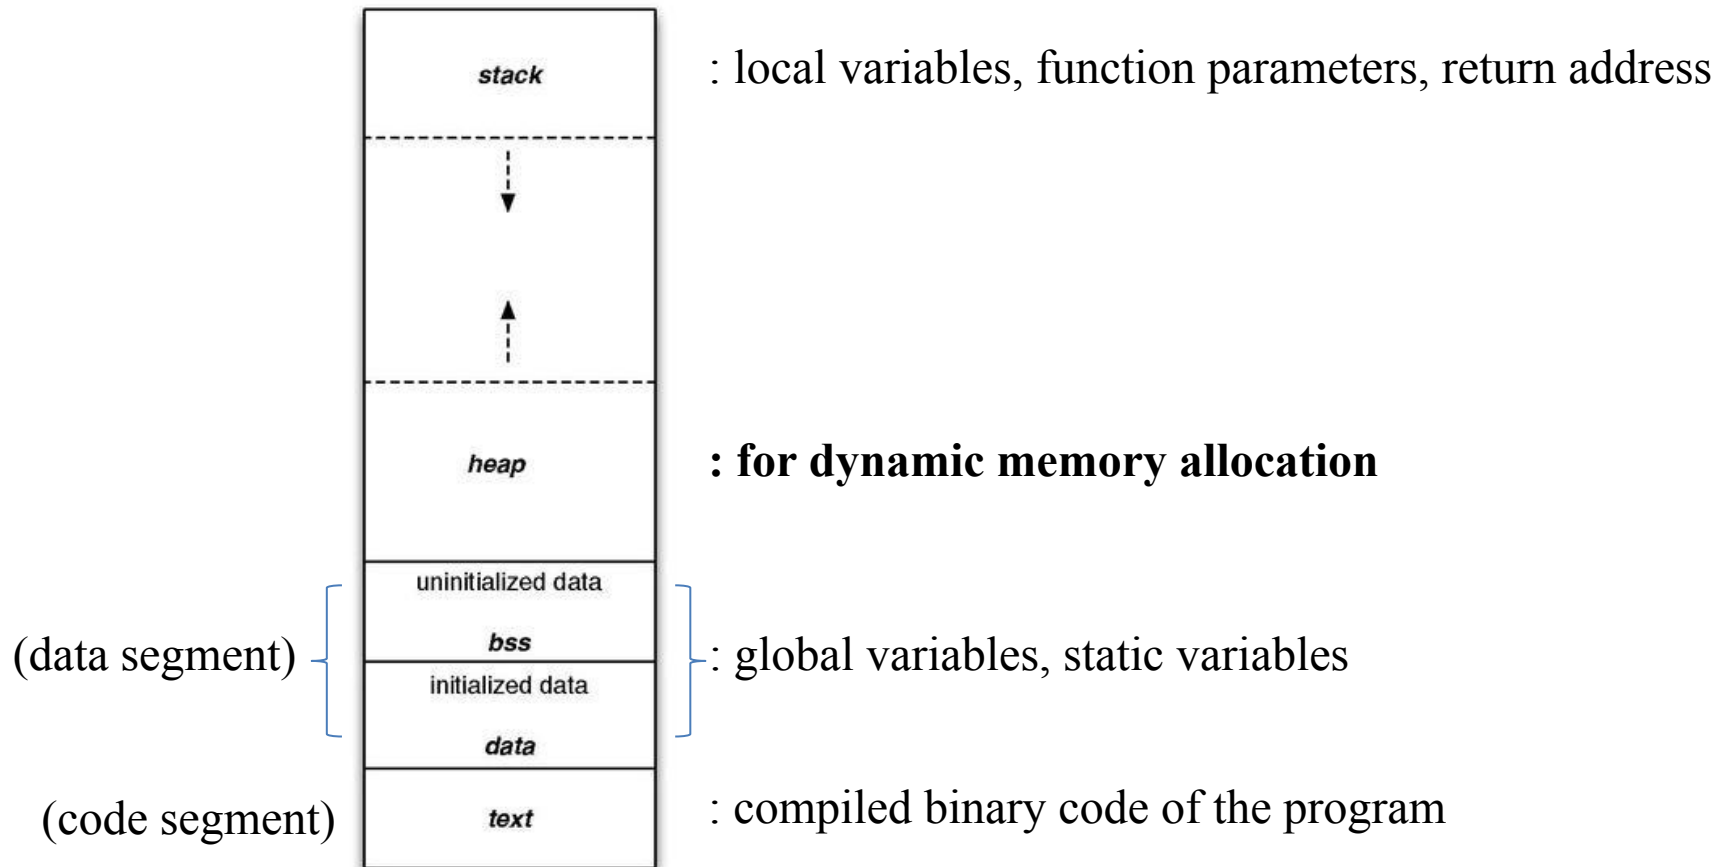 stack
: local variables, function parameters, return address
heap
: for dynamic memory allocation
uninitialized data
bss
(data segment)
: global variables, static variables
initialized data
data
(code segment)
text
: compiled binary code of the program